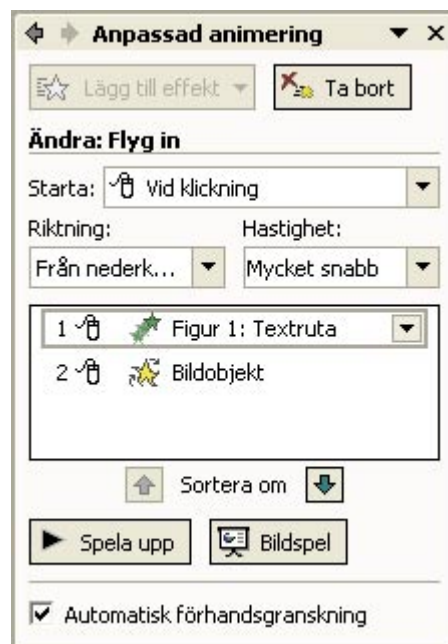 Anpassad animering
Lägg till effekt Ta bort
Ändra: Flyg in
Starta: Vid klickning
Riktning: Hastighet:
Från nederk... Mycket snabb
1 Figur 1: Textruta
2 Bildobjekt
Sortera om
Spela upp Bildspel
Automatisk förhandsgranskning